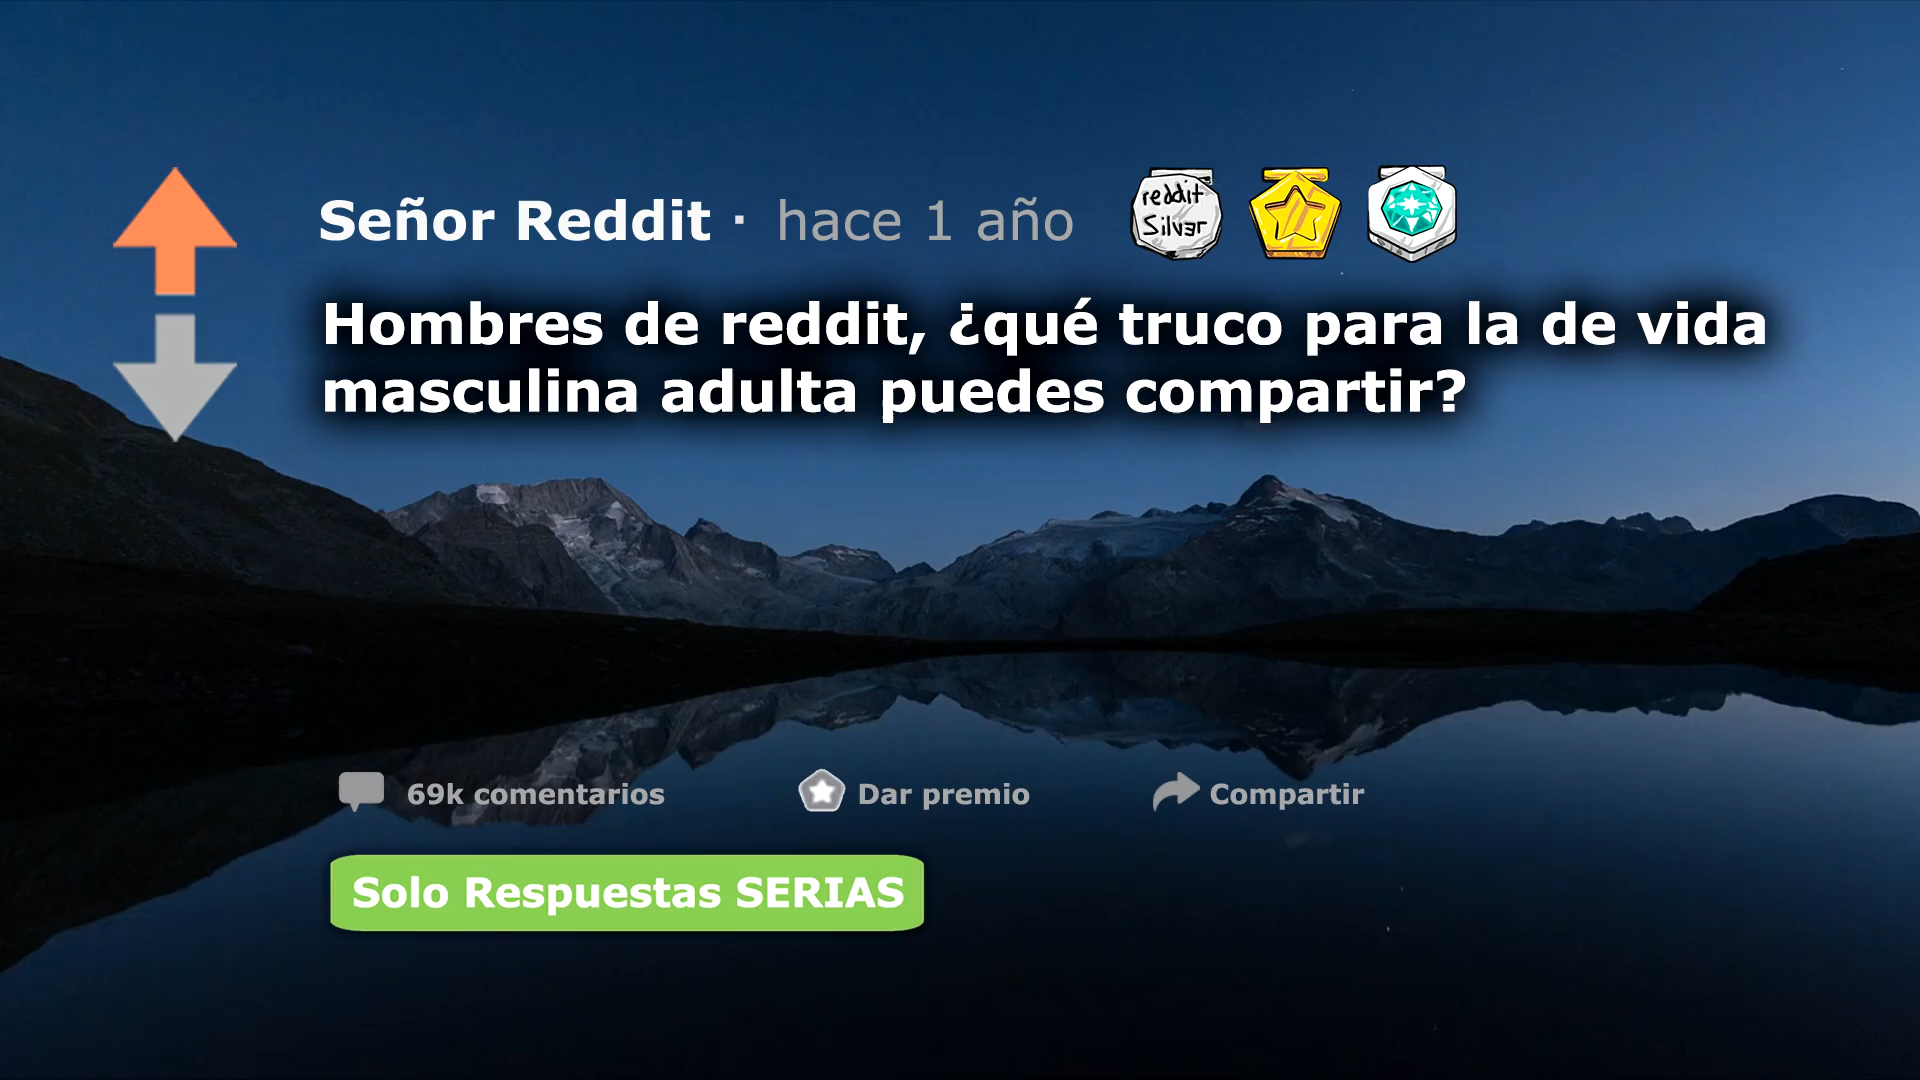 Señor Reddit · hace 1 año
reddit
Silvər
Hombres de reddit, ¿qué truco para la de vida
masculina adulta puedes compartir?
69k comentarios Dar premio Compartir
Solo Respuestas SERIAS